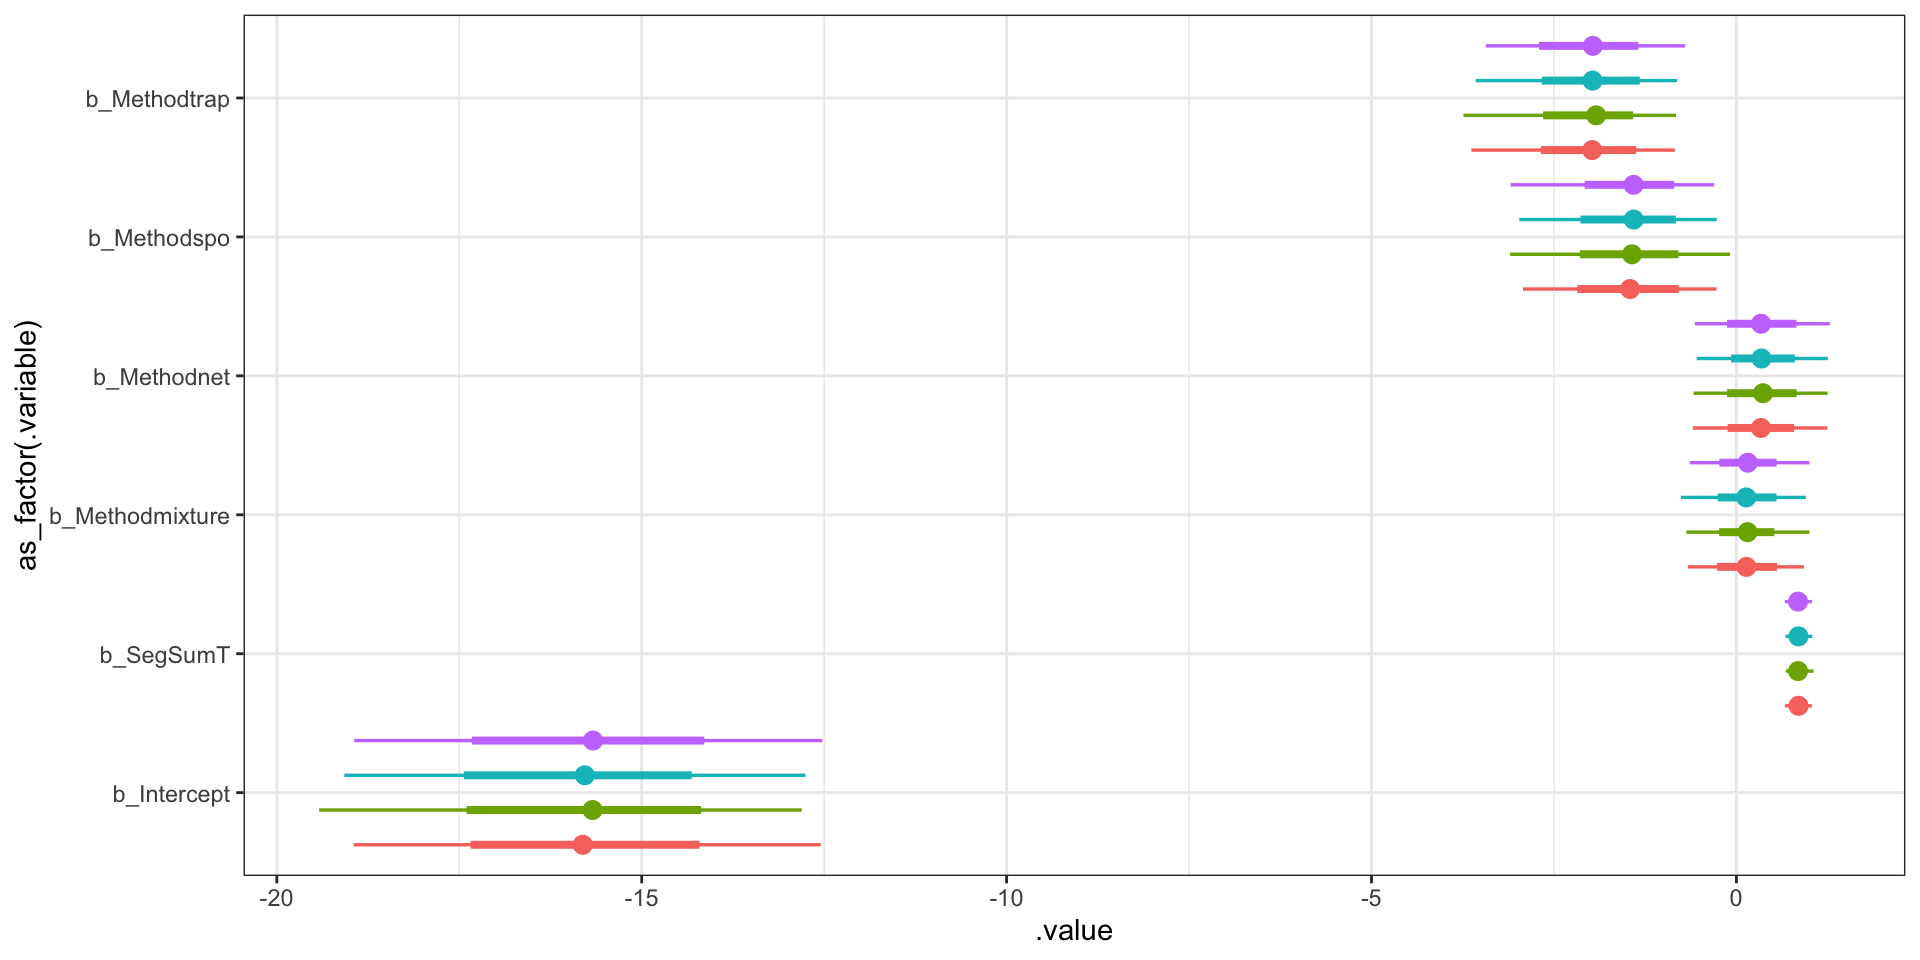 as_factor(.variable)
b_Methodtrap
b_Methodspo
b_Methodnet
b_Methodmixture
b_SegSumT
b_Intercept
-20 -15 -10 -5 0
.value